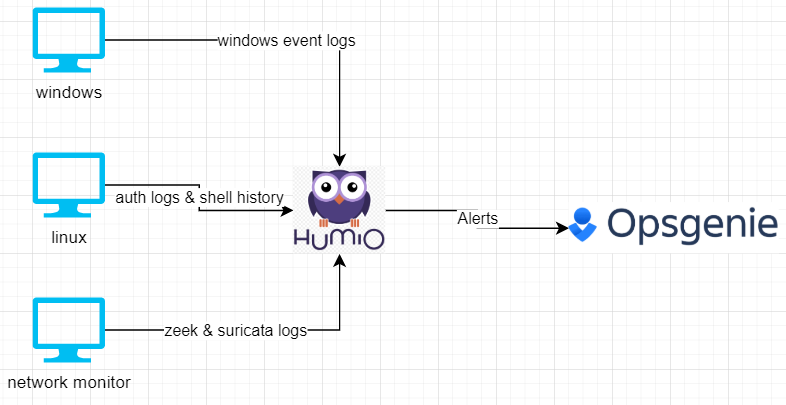 windows event logs
windows
auth logs & shell history
linux
HUMIO
Alerts
Opsgenie
zeek & suricata logs
network monitor